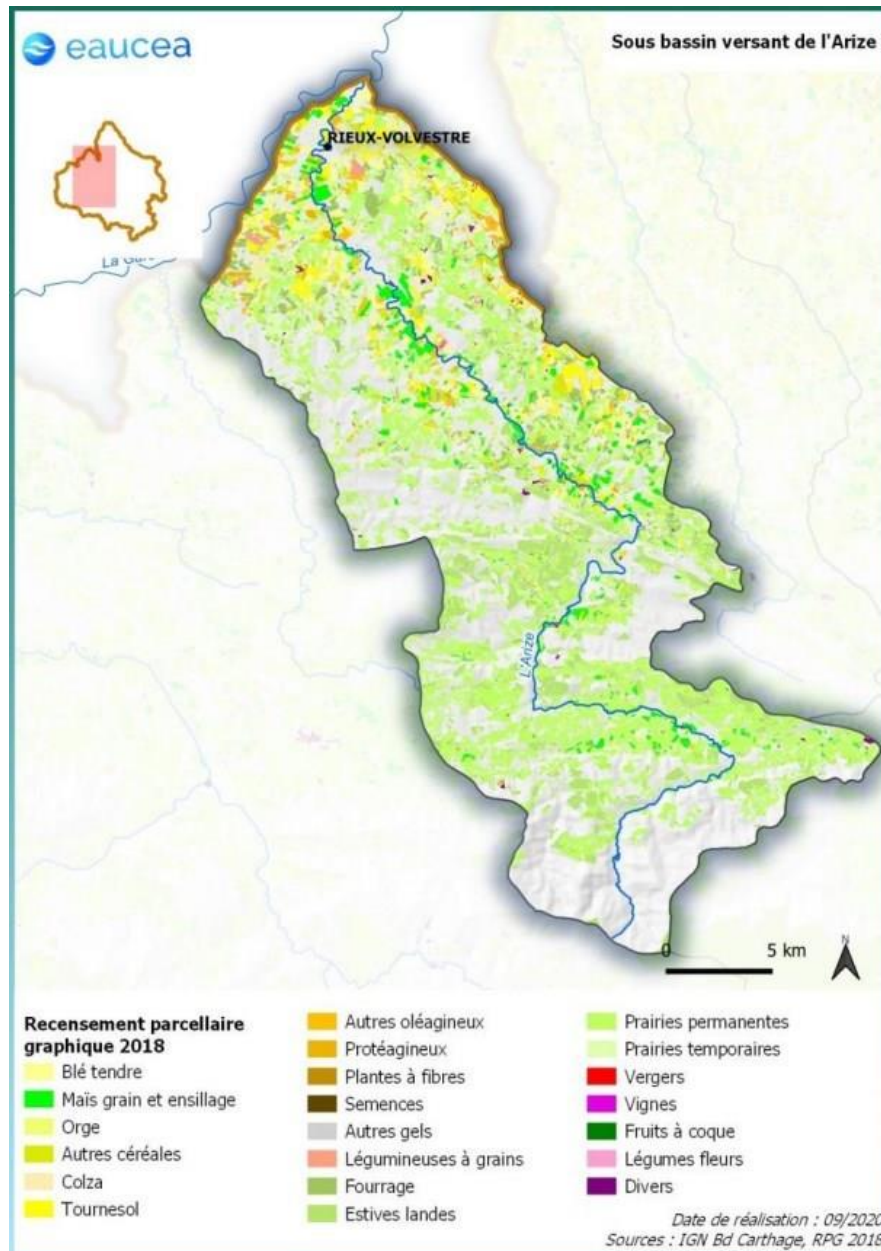 eaucea
Sous bassin versant de l'Arize
RIEUX-VOLVESTRE
La Gar
L'Arize
0 5 km
N
Recensement parcellaire
graphique 2018
Blé tendre
Maïs grain et ensillage
Orge
Autres céréales
Colza
Tournesol
Autres oléagineux
Protéagineux
Plantes à fibres
Semences
Autres gels
Légumineuses à grains
Fourrage
Estives landes
Prairies permanentes
Prairies temporaires
Vergers
Vignes
Fruits à coque
Légumes fleurs
Divers
Date de réalisation : 09/2020
Sources : IGN Bd Carthage, RPG 2018